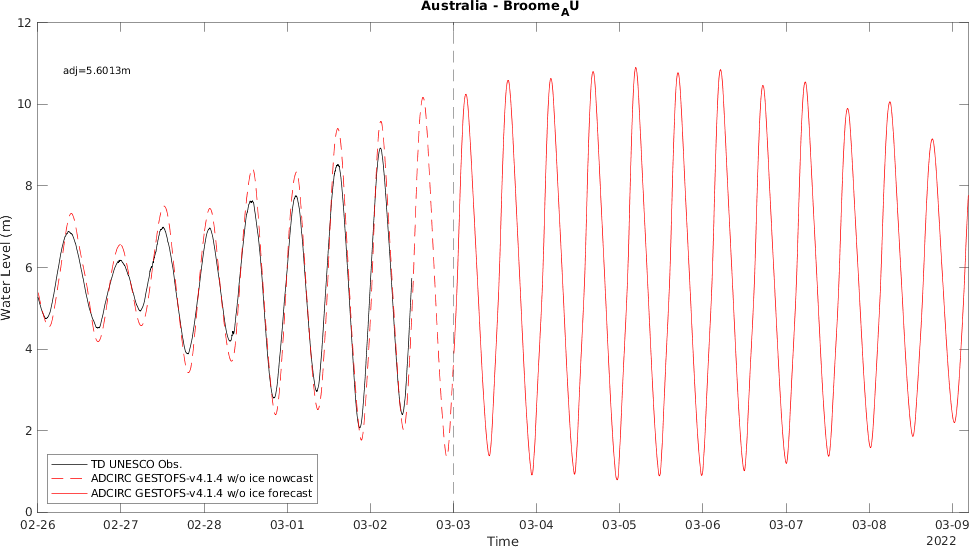 Australia - Broome_AU
adj=5.6013m
Water Level (m)
12
10
8
6
4
2
0
TD UNESCO Obs.
ADCIRC GESTOFS-v4.1.4 w/o ice nowcast
ADCIRC GESTOFS-v4.1.4 w/o ice forecast
02-26 02-27 02-28 03-01 03-02 03-03 03-04 03-05 03-06 03-07 03-08 03-09
Time
2022